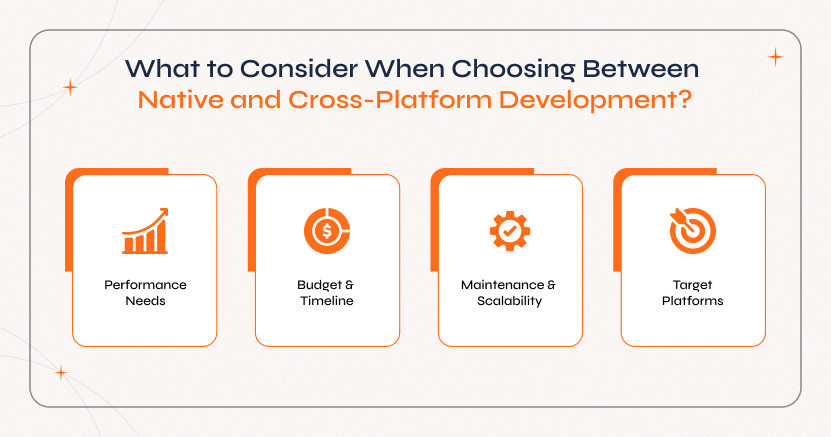 What to Consider When Choosing Between
Native and Cross-Platform Development?
Performance
Needs
Budget &
Timeline
Maintenance &
Scalability
Target
Platforms